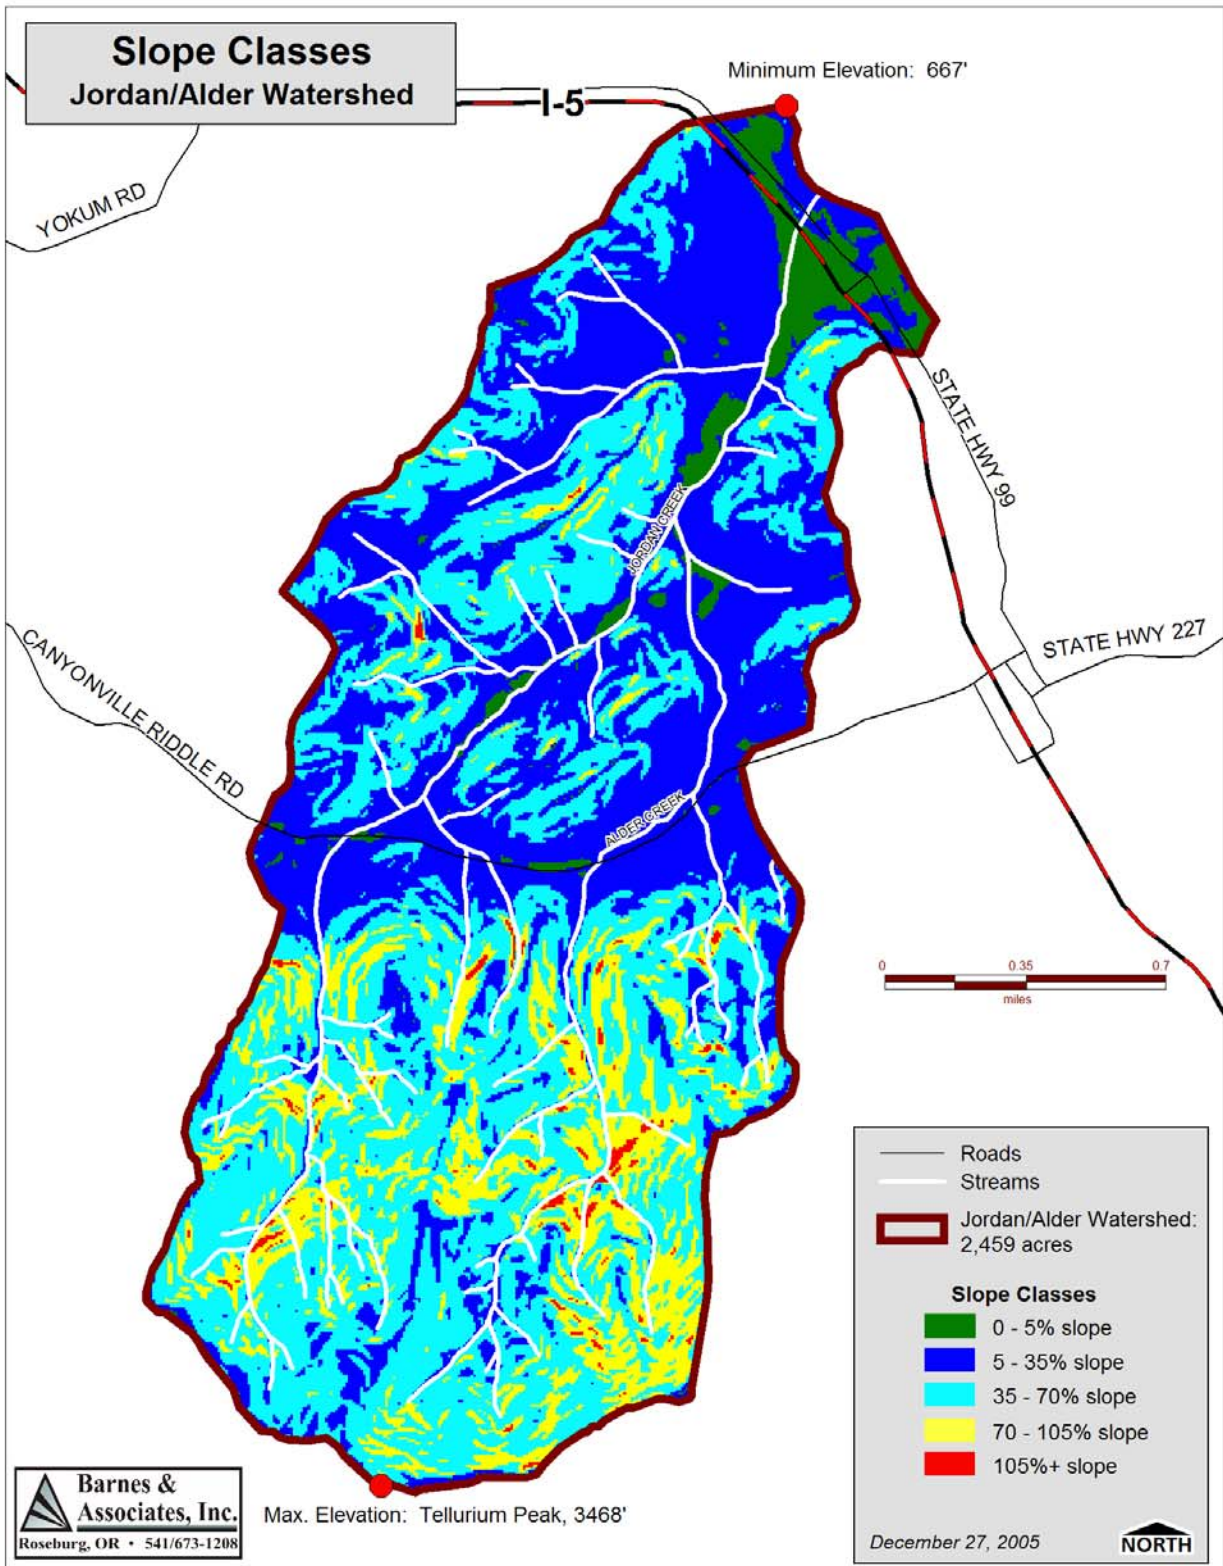 Slope Classes
Jordan/Alder Watershed
Minimum Elevation: 667'
I-5
YOKUM RD
STATE HWY 99
JORDAN CREEK
STATE HWY 227
CANYONVILLE RIDDLE RD
ALDER CREEK
0 0.35 0.7
miles
Roads
Streams
Jordan/Alder Watershed:
2,459 acres
Slope Classes
0 - 5% slope
5 - 35% slope
35 - 70% slope
70 - 105% slope
105%+ slope
December 27, 2005
NORTH
Barnes &
Associates, Inc.
Roseburg, OR • 541/673-1208
Max. Elevation: Tellurium Peak, 3468'